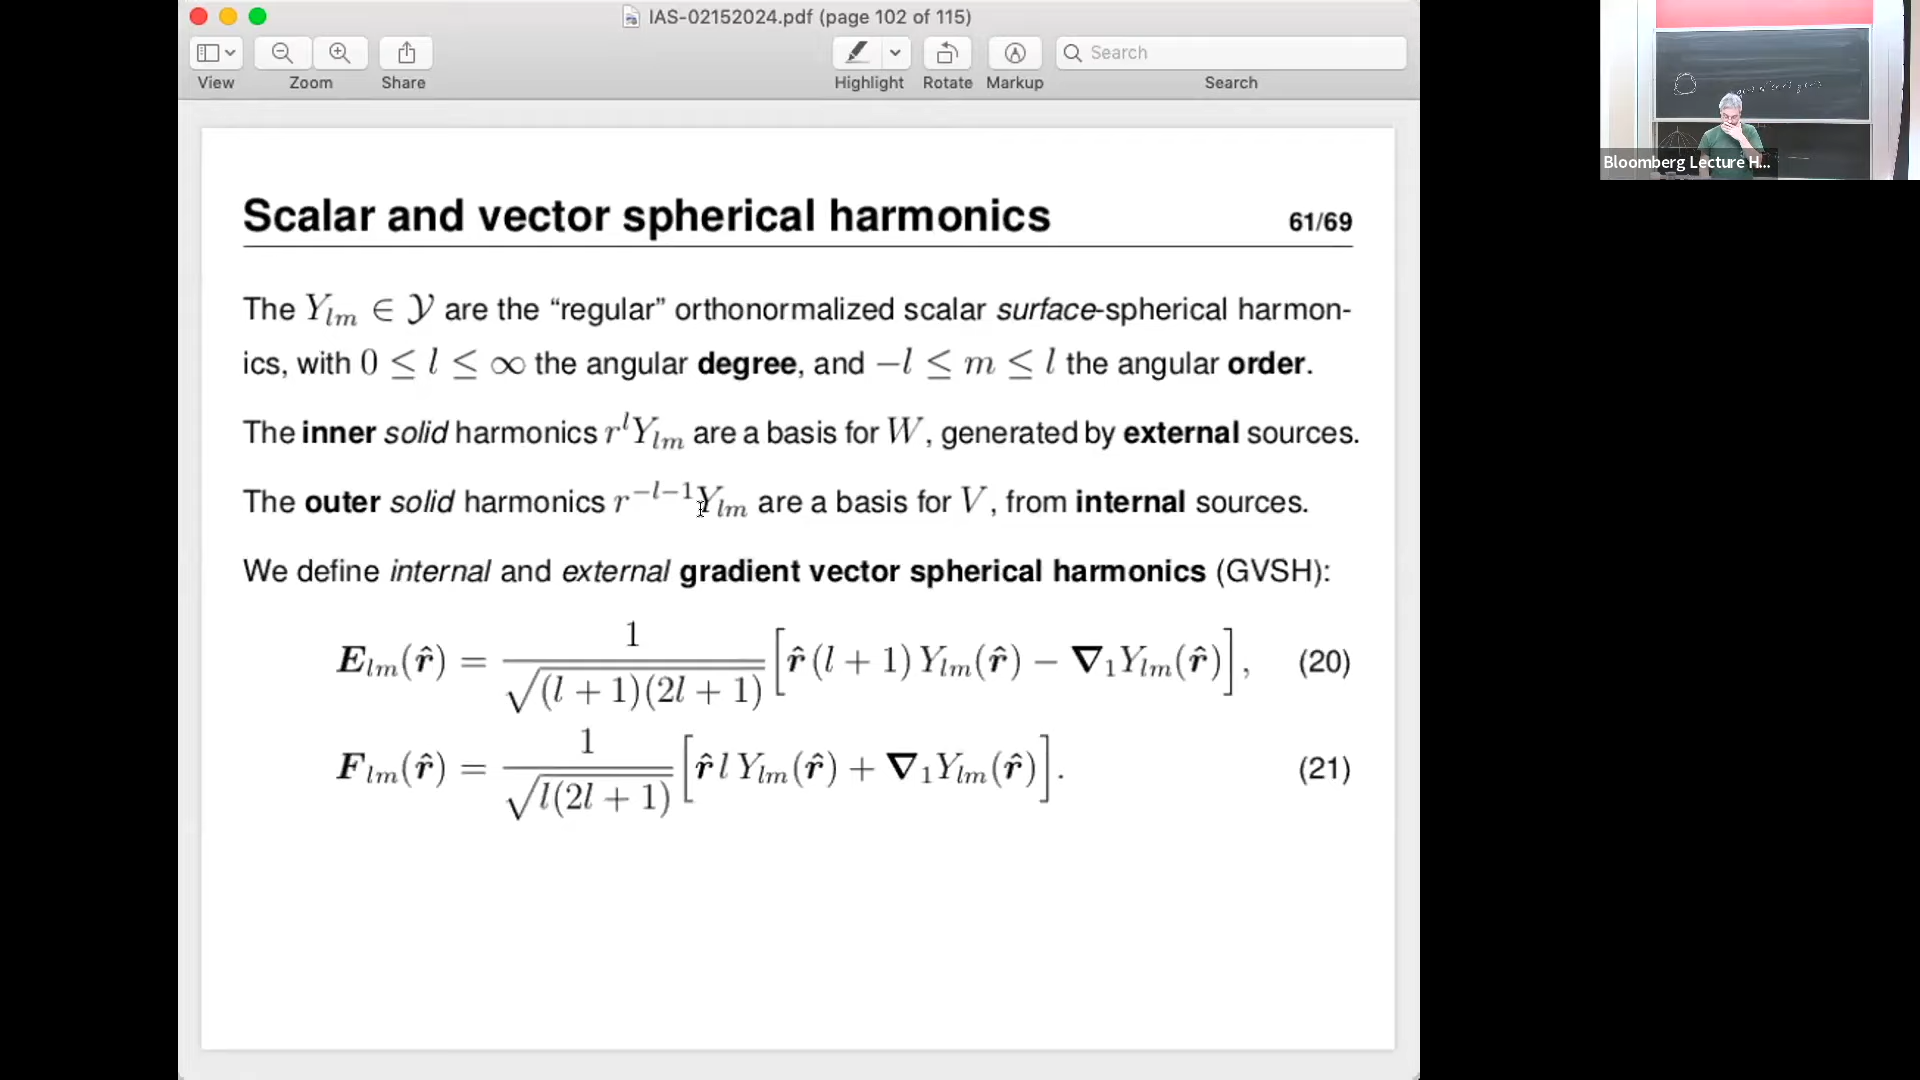 IAS-02152024.pdf (page 102 of 115)
View Zoom Share Highlight Rotate Markup Search
Search
Scalar and vector spherical harmonics 61/69
The Y_{lm} ∈ 𝒴 are the “regular” orthonormalized scalar surface-spherical harmon-
ics, with 0 ≤ l ≤ ∞ the angular degree, and −l ≤ m ≤ l the angular order.
The inner solid harmonics r^l Y_{lm} are a basis for W, generated by external sources.
The outer solid harmonics r^{−l−1} Y_{lm} are a basis for V, from internal sources.
We define internal and external gradient vector spherical harmonics (GVSH):
E_{lm}(r̂) = 1/√((l + 1)(2l + 1)) [r̂ (l + 1) Y_{lm}(r̂) − ∇_1 Y_{lm}(r̂)], (20)
F_{lm}(r̂) = 1/√(l(2l + 1)) [r̂ l Y_{lm}(r̂) + ∇_1 Y_{lm}(r̂)]. (21)
Bloomberg Lecture H...